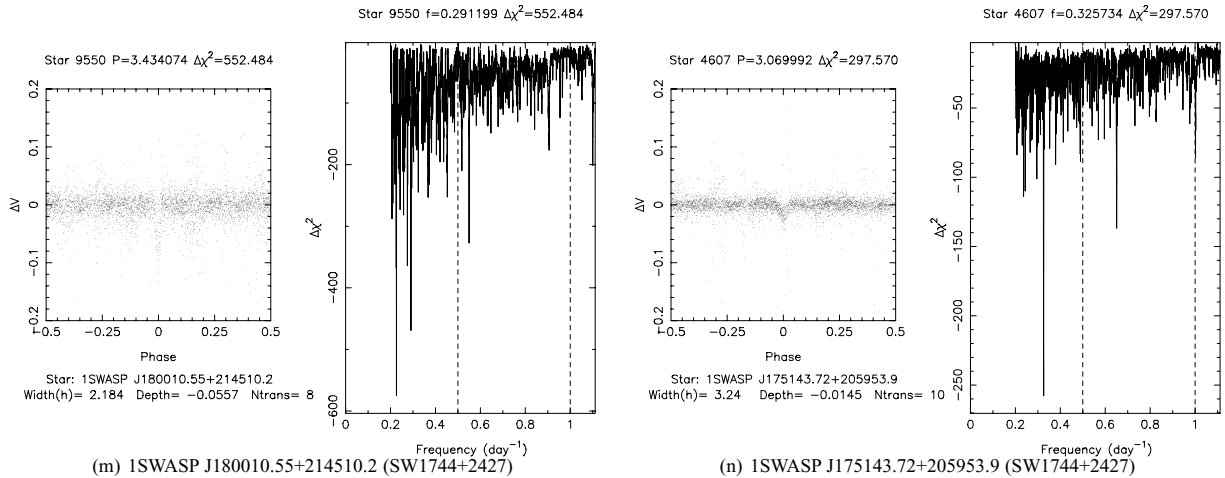 Star 9550 f=0.291199 Δχ²=552.484
Star 9550 P=3.434074 Δχ²=552.484
0.2
0.1
0
−0.1
−0.2
ΔV
−0.5 −0.25 0 0.25 0.5
Phase
Star: 1SWASP J180010.55+214510.2
Width(h)= 2.184 Depth= −0.0557 Ntrans= 8
−200
−400
−600
Δχ²
0 0.2 0.4 0.6 0.8 1
Frequency (day⁻¹)
(m) 1SWASP J180010.55+214510.2 (SW1744+2427)
Star 4607 f=0.325734 Δχ²=297.570
Star 4607 P=3.069992 Δχ²=297.570
0.2
0.1
0
−0.1
−0.2
ΔV
−0.5 −0.25 0 0.25 0.5
Phase
Star: 1SWASP J175143.72+205953.9
Width(h)= 3.24 Depth= −0.0145 Ntrans= 10
−50
−100
−150
−200
−250
Δχ²
0 0.2 0.4 0.6 0.8 1
Frequency (day⁻¹)
(n) 1SWASP J175143.72+205953.9 (SW1744+2427)